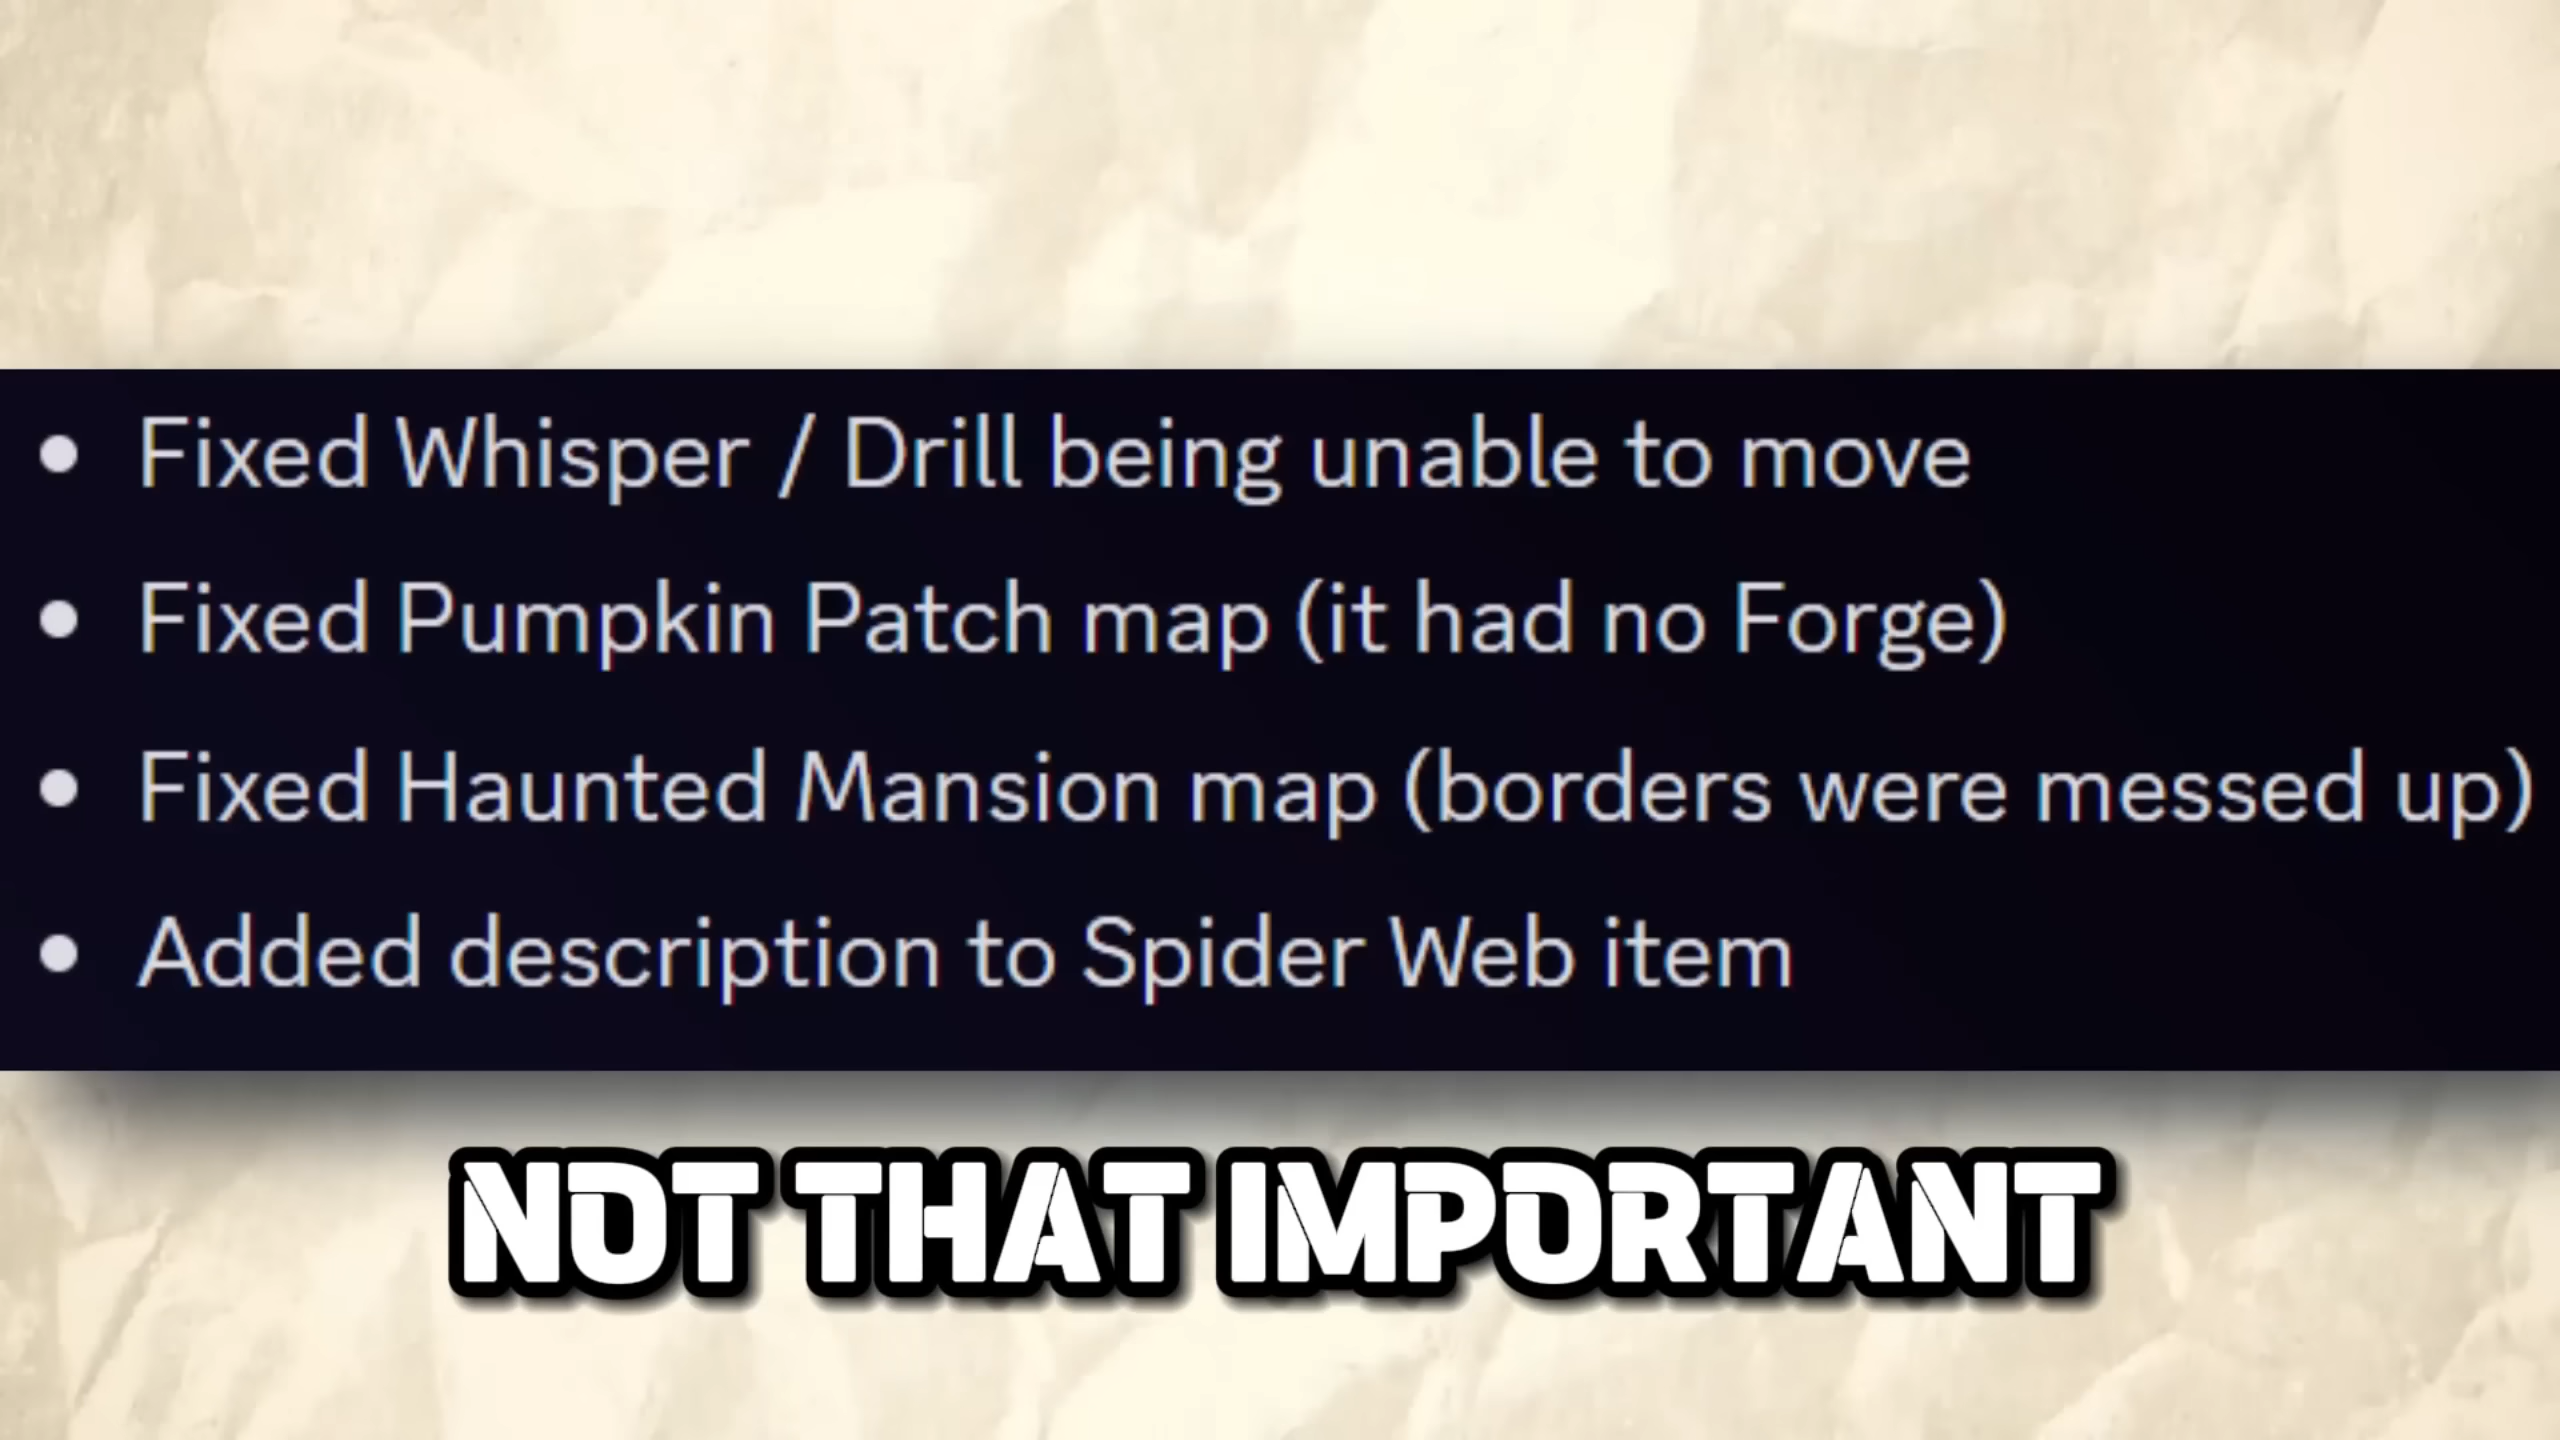 • Fixed Whisper / Drill being unable to move
• Fixed Pumpkin Patch map (it had no Forge)
• Fixed Haunted Mansion map (borders were messed up)
• Added description to Spider Web item
NOT THAT IMPORTANT